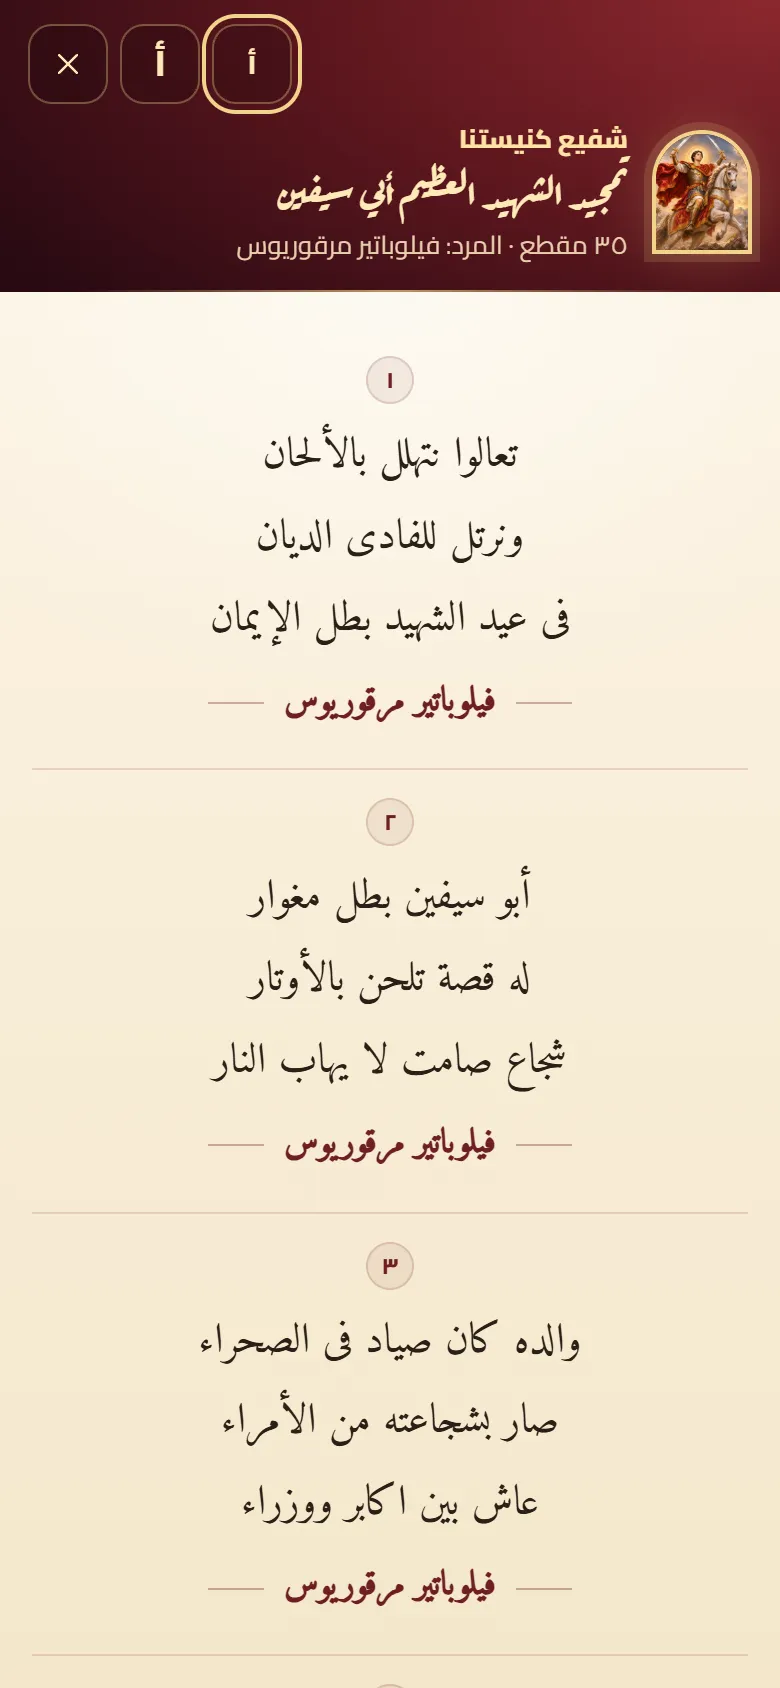 أ
أ
شفيع كنيستنا
تمجيد الشهيد العظيم أبي سيفين
٣٥ مقطع · المرد: فيلوباتير مرقوريوس
١
تعالوا نتهلل بالألحان
ونرتل للفادى الديان
فى عيد الشهيد بطل الإيمان
فيلوباتير مرقوريوس
٢
أبو سيفين بطل مغوار
له قصة تلحن بالأوتار
شجاع صامت لا يهاب النار
فيلوباتير مرقوريوس
٣
والده كان صياد فى الصحراء
صار بشجاعته من الأمراء
عاش بين اكابر ووزراء
فيلوباتير مرقوريوس